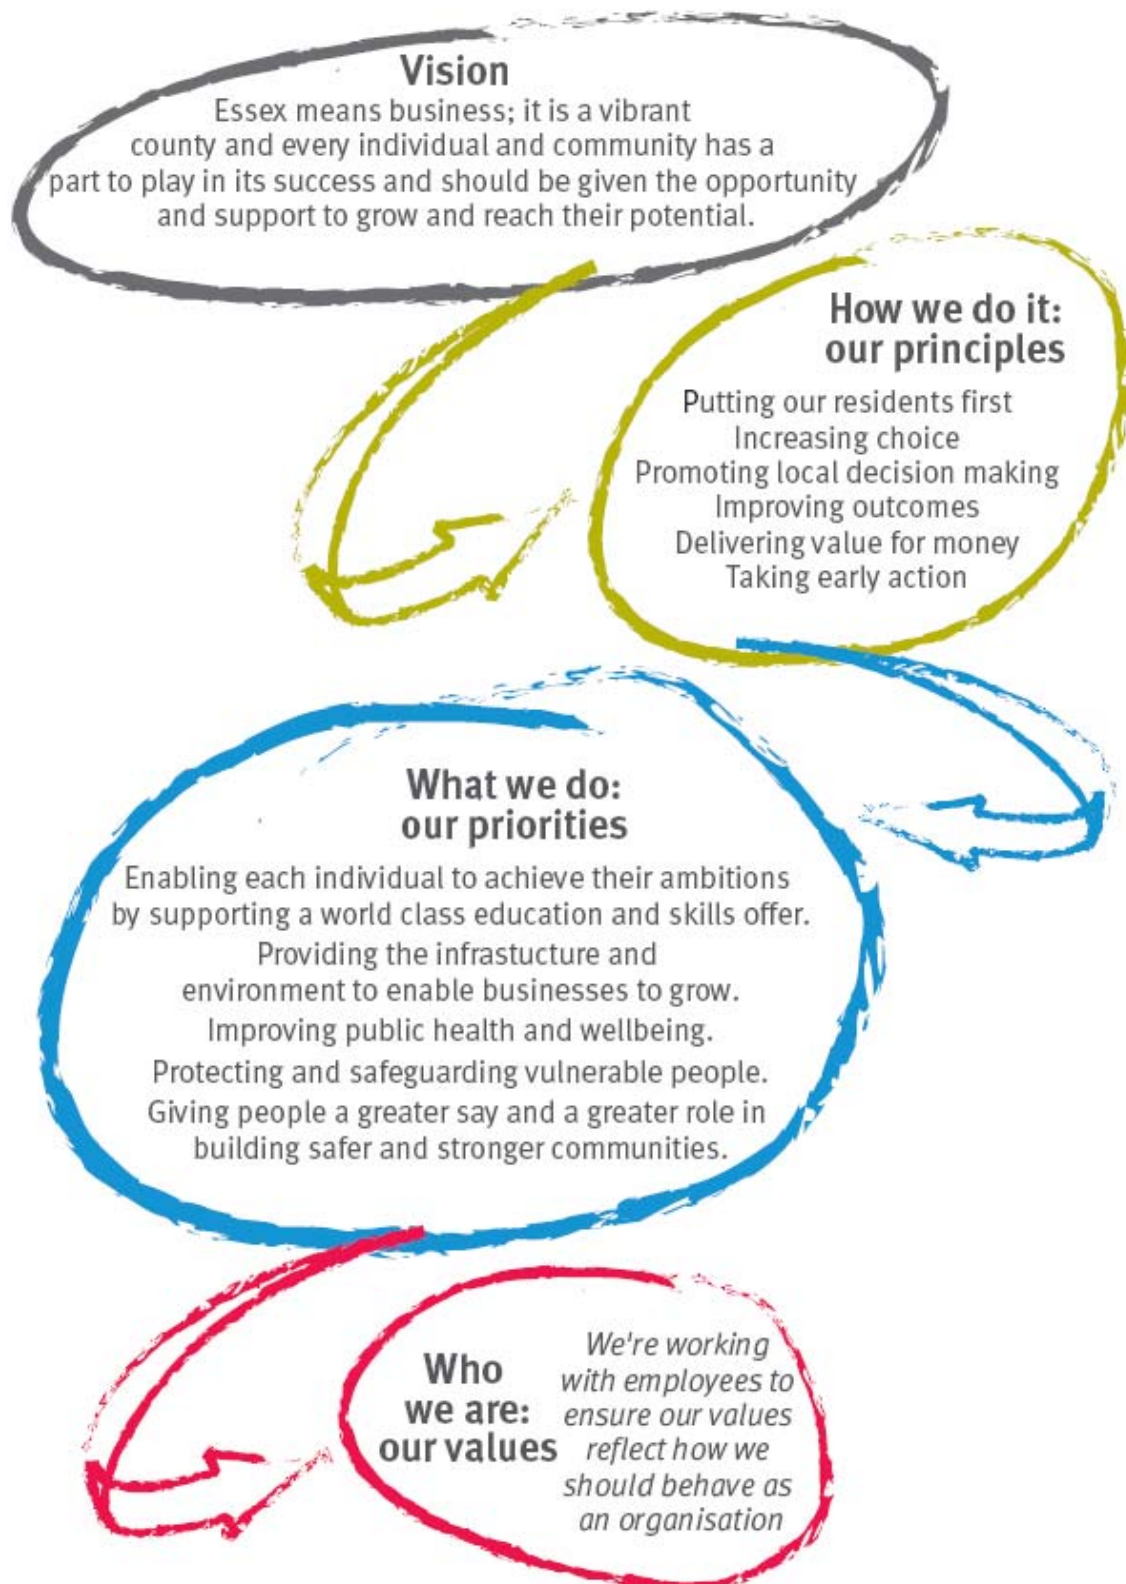 Vision
Essex means business; it is a vibrant
county and every individual and community has a
part to play in its success and should be given the opportunity
and support to grow and reach their potential.
How we do it:
our principles
Putting our residents first
Increasing choice
Promoting local decision making
Improving outcomes
Delivering value for money
Taking early action
What we do:
our priorities
Enabling each individual to achieve their ambitions
by supporting a world class education and skills offer.
Providing the infrastucture and
environment to enable businesses to grow.
Improving public health and wellbeing.
Protecting and safeguarding vulnerable people.
Giving people a greater say and a greater role in
building safer and stronger communities.
Who
we are:
our values
We're working
with employees to
ensure our values
reflect how we
should behave as
an organisation